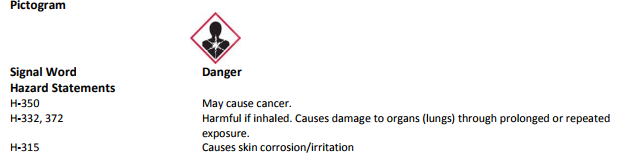 Pictogram
Signal Word Danger
Hazard Statements
H-350 May cause cancer.
H-332, 372 Harmful if inhaled. Causes damage to organs (lungs) through prolonged or repeated
exposure.
H-315 Causes skin corrosion/irritation